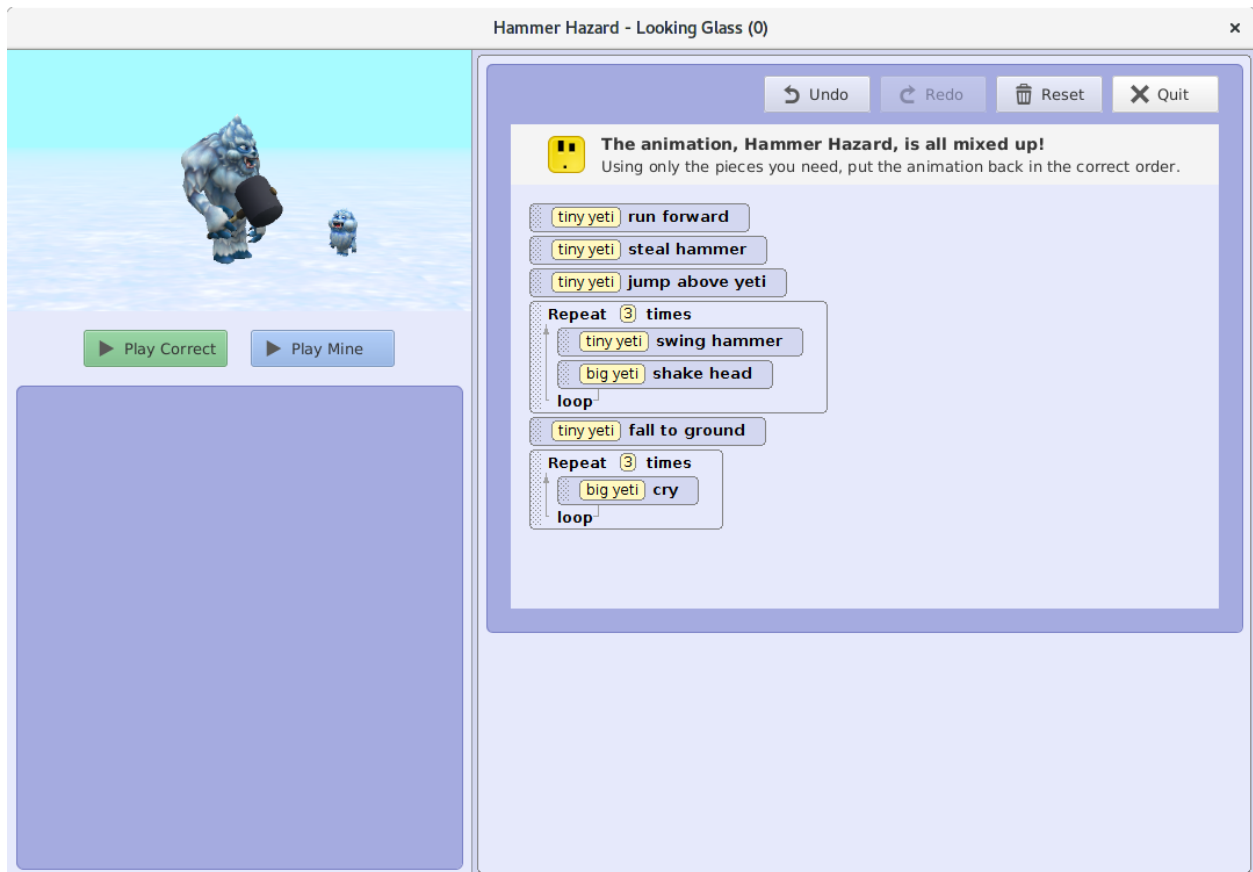 Hammer Hazard - Looking Glass (0)
Undo Redo Reset Quit
The animation, Hammer Hazard, is all mixed up!
Using only the pieces you need, put the animation back in the correct order.
tiny yeti run forward
tiny yeti steal hammer
tiny yeti jump above yeti
Repeat 3 times
tiny yeti swing hammer
big yeti shake head
loop
tiny yeti fall to ground
Repeat 3 times
big yeti cry
loop
Play Correct Play Mine